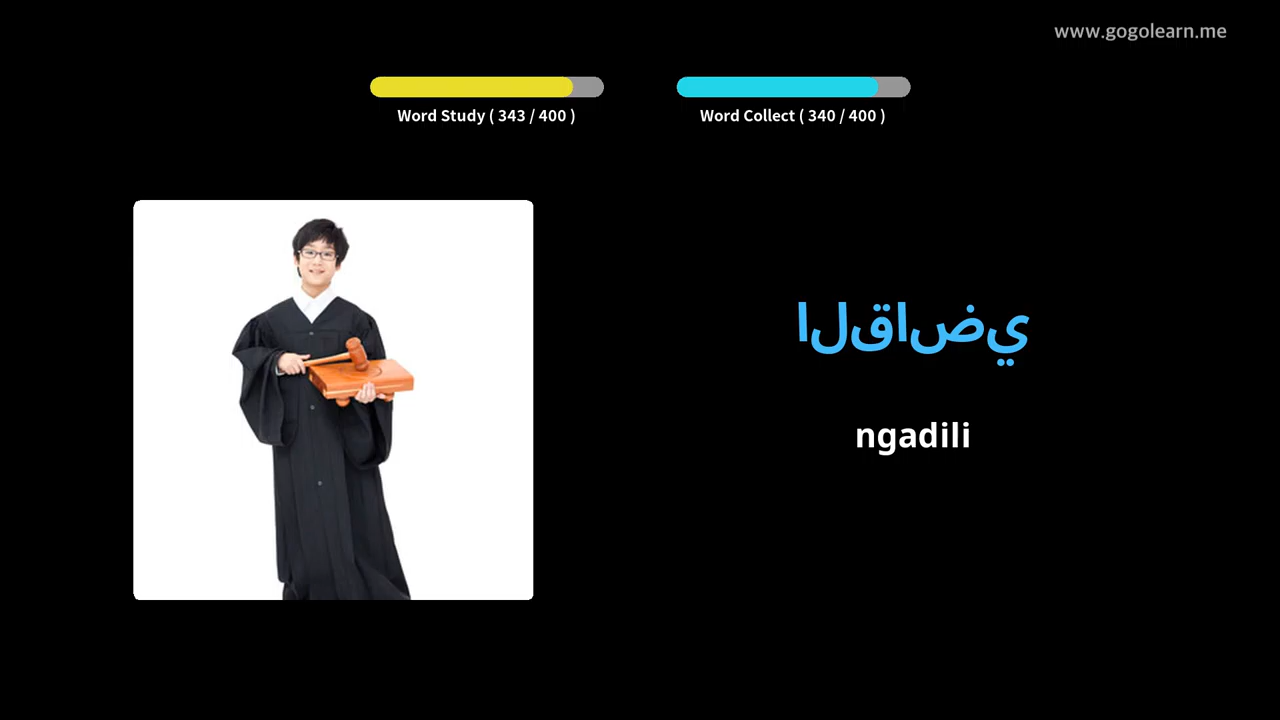 www.gogolearn.me
Word Study ( 343 / 400 )
Word Collect ( 340 / 400 )
القاضي
ngadili